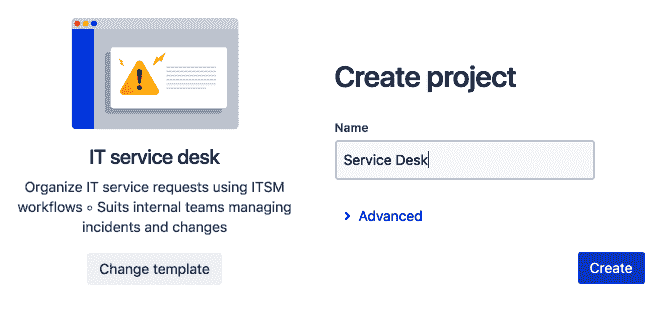 IT service desk
Organize IT service requests using ITSM
workflows ∘ Suits internal teams managing
incidents and changes
Change template
Create project
Name
Service Desk
Advanced
Create